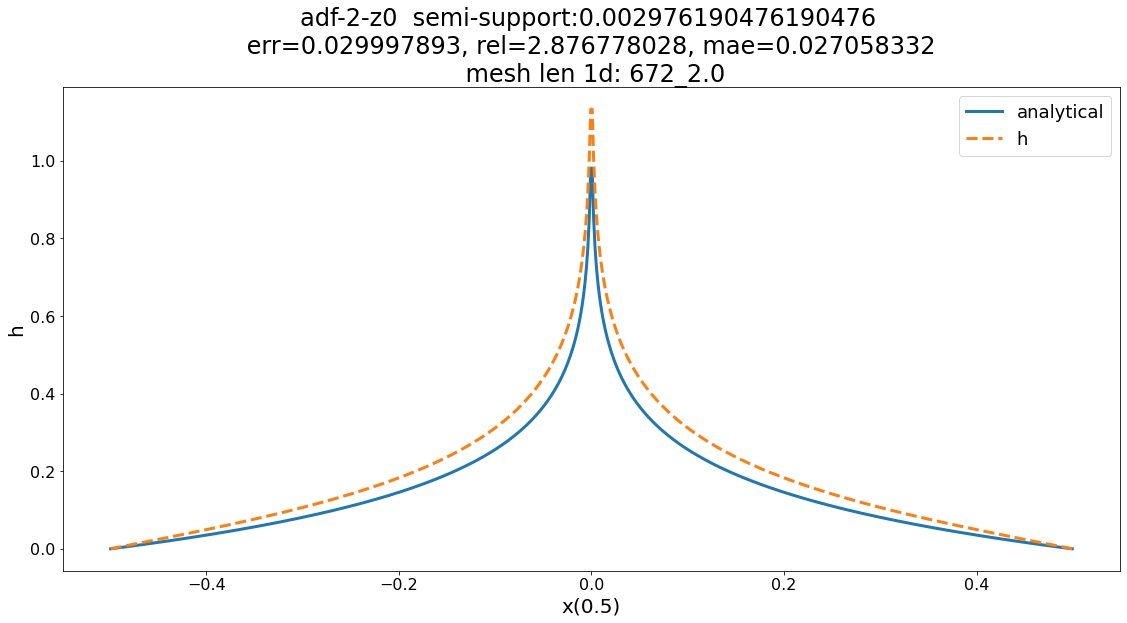 adf-2-z0  semi-support:0.002976190476190476
err=0.029997893, rel=2.876778028, mae=0.027058332
mesh len 1d: 672_2.0
analytical
h
1.0
0.8
0.6
0.4
0.2
0.0
h
−0.4
−0.2
0.0
0.2
0.4
x(0.5)